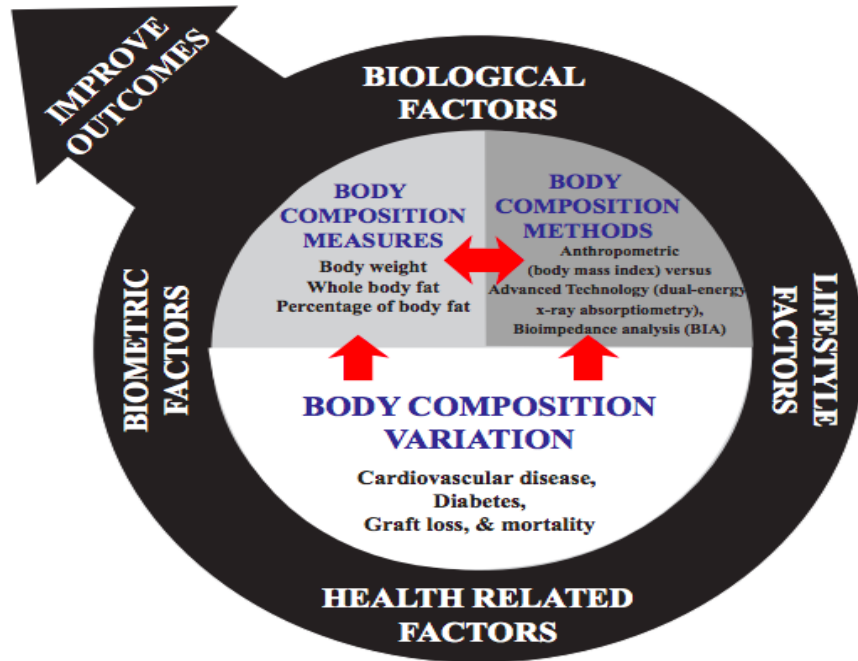 IMPROVE
OUTCOMES
BIOLOGICAL
FACTORS
BODY
COMPOSITION
MEASURES
Body weight
Whole body fat
Percentage of body fat
BODY
COMPOSITION
METHODS
Anthropometric
(body mass index) versus
Advanced Technology (dual-energy
x-ray absorptiometry),
Bioimpedance analysis (BIA)
BIOMETRIC
FACTORS
LIFESTYLE
FACTORS
BODY COMPOSITION
VARIATION
Cardiovascular disease,
Diabetes,
Graft loss, & mortality
HEALTH RELATED
FACTORS